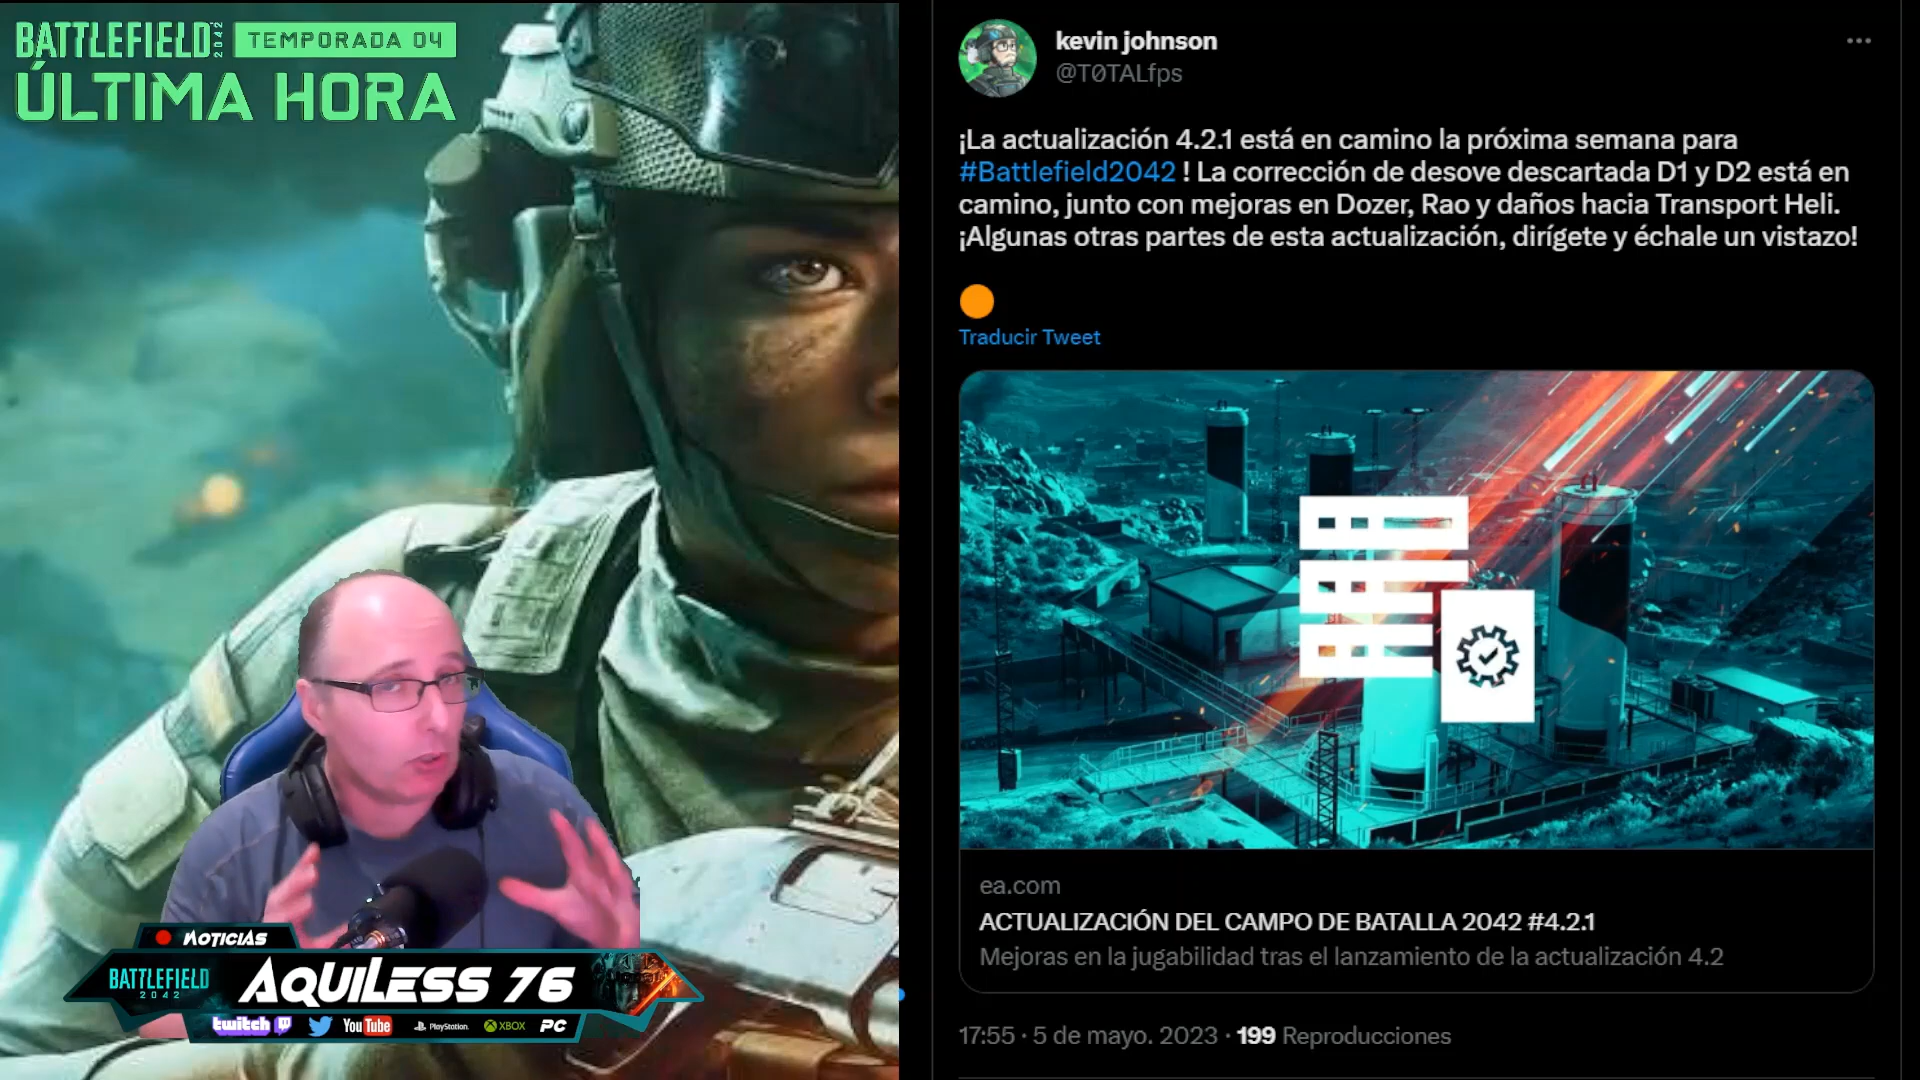 BATTLEFIELD 2042 TEMPORADA 04
ÚLTIMA HORA
kevin johnson
@T0TALfps
¡La actualización 4.2.1 está en camino la próxima semana para
#Battlefield2042 ! La corrección de desove descartada D1 y D2 está en
camino, junto con mejoras en Dozer, Rao y daños hacia Transport Heli.
¡Algunas otras partes de esta actualización, dirígete y échale un vistazo!
Traducir Tweet
ea.com
ACTUALIZACIÓN DEL CAMPO DE BATALLA 2042 #4.2.1
Mejoras en la jugabilidad tras el lanzamiento de la actualización 4.2
17:55 · 5 de mayo. 2023 · 199 Reproducciones
NOTICIAS
BATTLEFIELD
2042
AQUILESS 76
twitch YouTube PlayStation XBOX PC